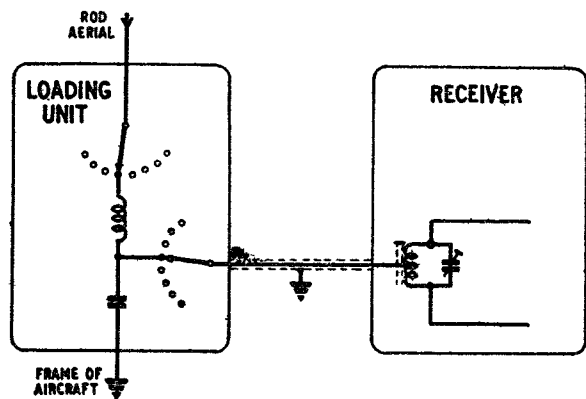 ROD
AERIAL
LOADING
UNIT
RECEIVER
FRAME OF
AIRCRAFT